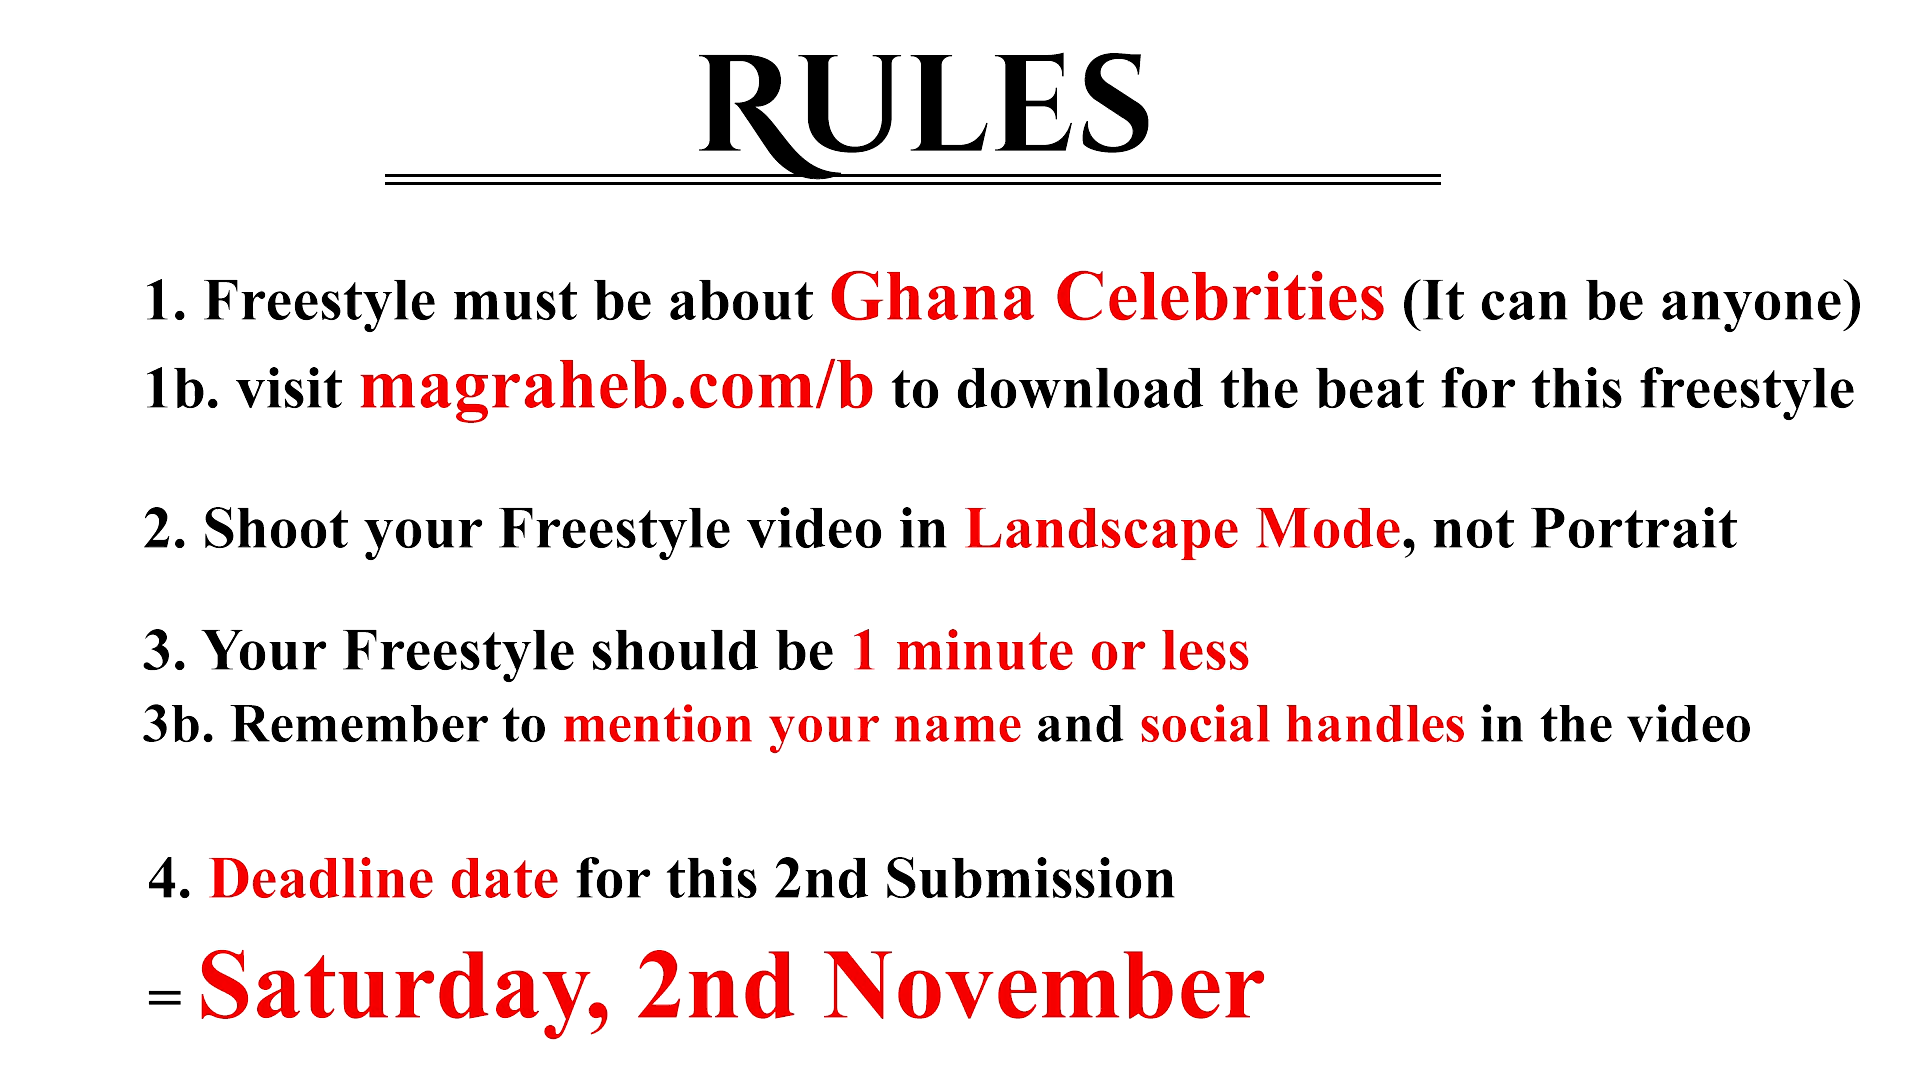 RULES
1. Freestyle must be about Ghana Celebrities (It can be anyone)
1b. visit magraheb.com/b to download the beat for this freestyle
2. Shoot your Freestyle video in Landscape Mode, not Portrait
3. Your Freestyle should be 1 minute or less
3b. Remember to mention your name and social handles in the video
4. Deadline date for this 2nd Submission
= Saturday, 2nd November